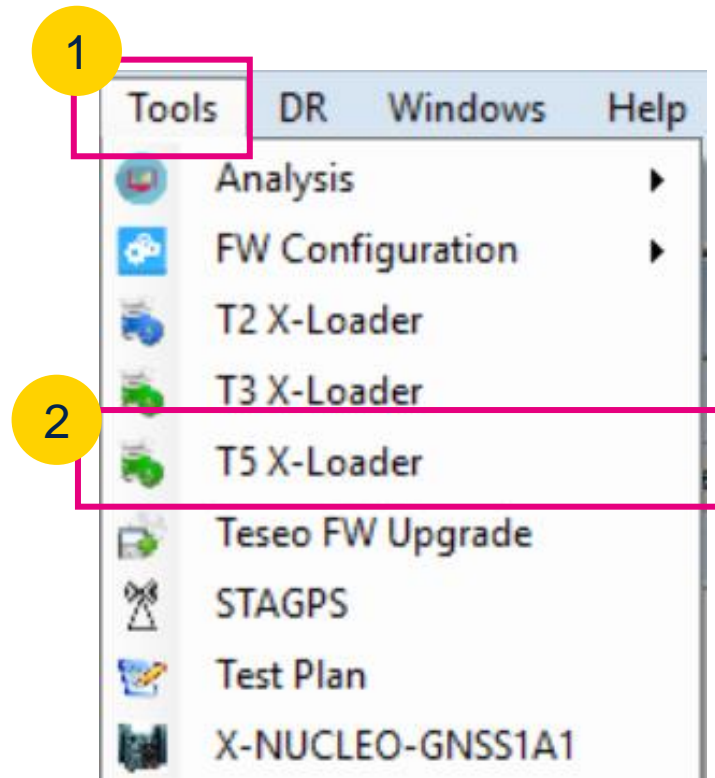 1
Tools DR Windows Help
Analysis
FW Configuration
T2 X-Loader
T3 X-Loader
2
T5 X-Loader
Teseo FW Upgrade
STAGPS
Test Plan
X-NUCLEO-GNSS1A1